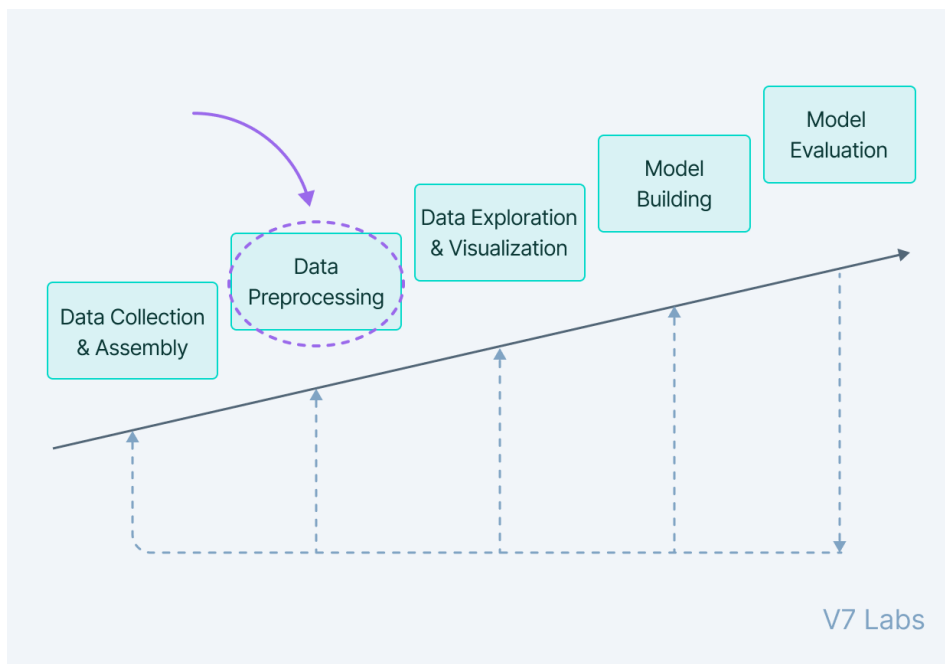 Data Collection
& Assembly
Data
Preprocessing
Data Exploration
& Visualization
Model
Building
Model
Evaluation
V7 Labs